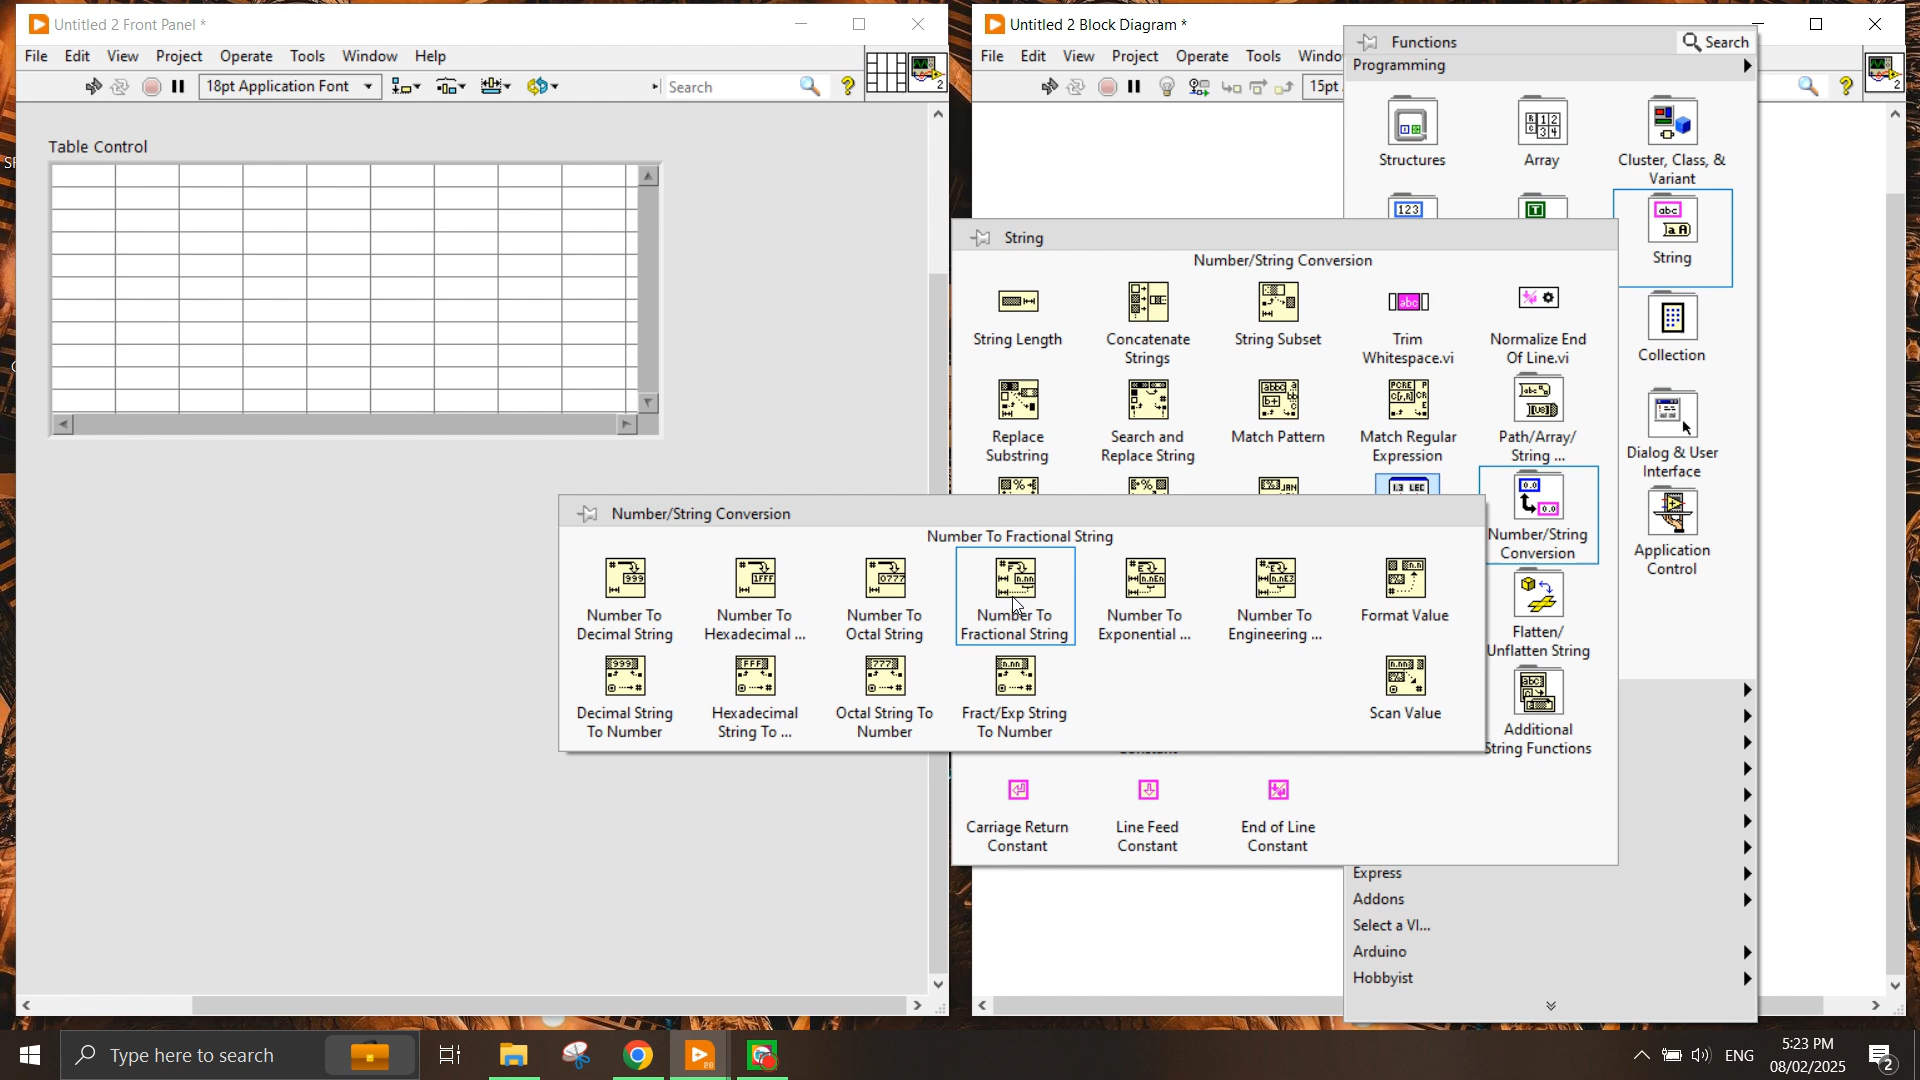 Untitled 2 Front Panel *
File Edit View Project Operate Tools Window Help
18pt Application Font
Search
2
Table Control
Untitled 2 Block Diagram *
File Edit View Project Operate Tools
15pt
2
Functions
Search
Programming
Structures
Array
Cluster, Class, &
Variant
String
Collection
Dialog & User
Interface
Application
Control
Express
Addons
Select a VI...
Arduino
Hobbyist
String
Number/String Conversion
String Length
Concatenate
Strings
String Subset
Trim
Whitespace.vi
Normalize End
Of Line.vi
Replace
Substring
Search and
Replace String
Match Pattern
Match Regular
Expression
Path/Array/
String ...
Number/String
Conversion
Flatten/
Unflatten String
Additional
String Functions
Carriage Return
Constant
Line Feed
Constant
End of Line
Constant
Number/String Conversion
Number To Fractional String
Number To
Decimal String
Number To
Hexadecimal ...
Number To
Octal String
Number To
Fractional String
Number To
Exponential ...
Number To
Engineering ...
Format Value
Decimal String
To Number
Hexadecimal
String To ...
Octal String To
Number
Fract/Exp String
To Number
Scan Value
Type here to search
ENG
5:23 PM
08/02/2025
2